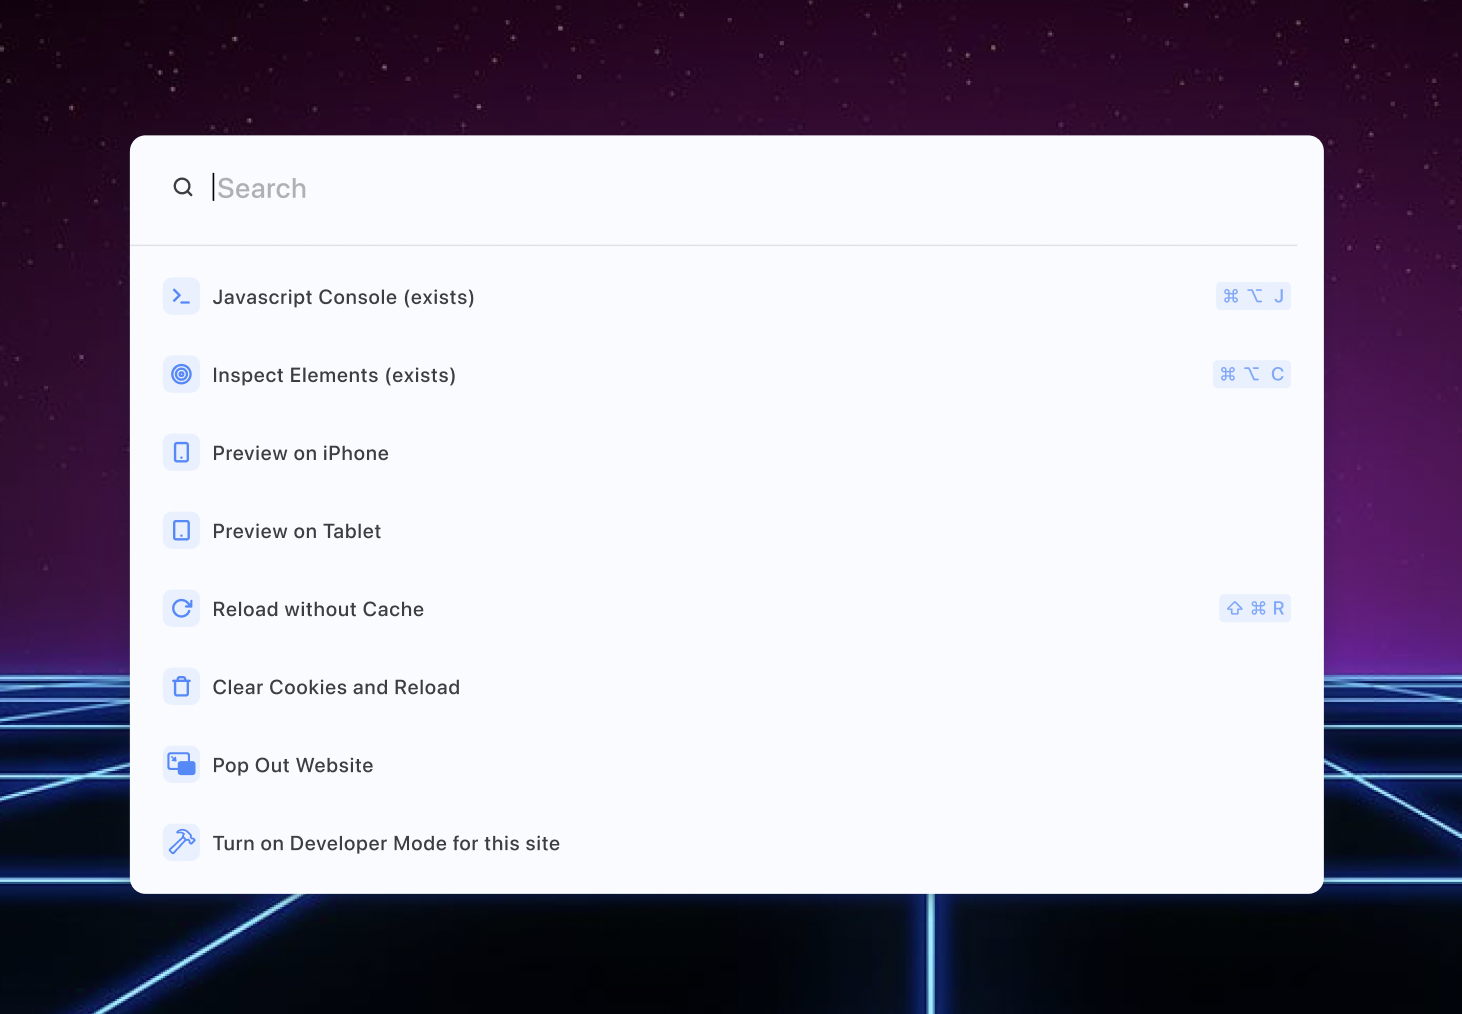 Search
Javascript Console (exists) ⌘ ⌥ J
Inspect Elements (exists) ⌘ ⌥ C
Preview on iPhone
Preview on Tablet
Reload without Cache ⇧ ⌘ R
Clear Cookies and Reload
Pop Out Website
Turn on Developer Mode for this site